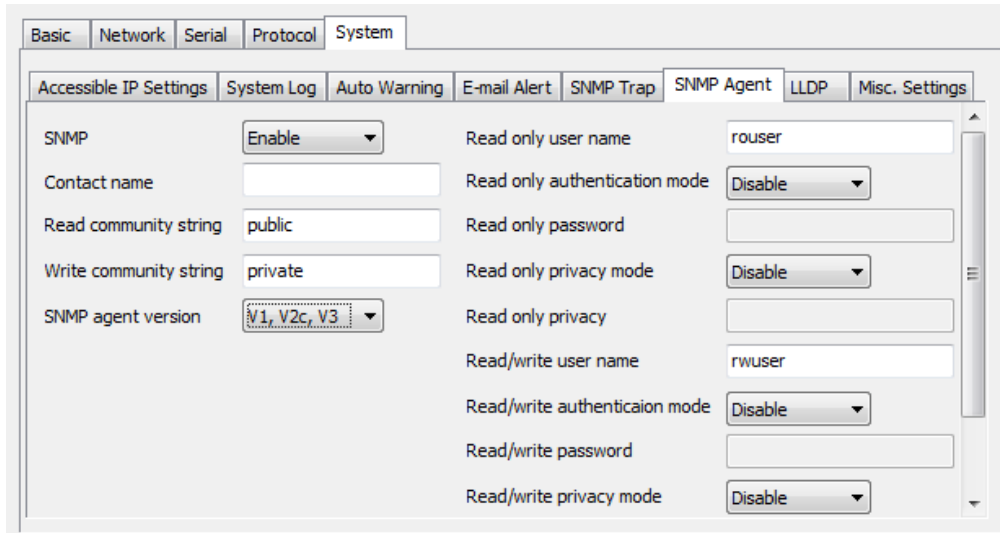 Basic Network Serial Protocol System
Accessible IP Settings System Log Auto Warning E-mail Alert SNMP Trap SNMP Agent LLDP Misc. Settings
SNMP Enable
Contact name
Read community string public
Write community string private
SNMP agent version V1, V2c, V3
Read only user name rouser
Read only authentication mode Disable
Read only password
Read only privacy mode Disable
Read only privacy
Read/write user name rwuser
Read/write authenticaion mode Disable
Read/write password
Read/write privacy mode Disable